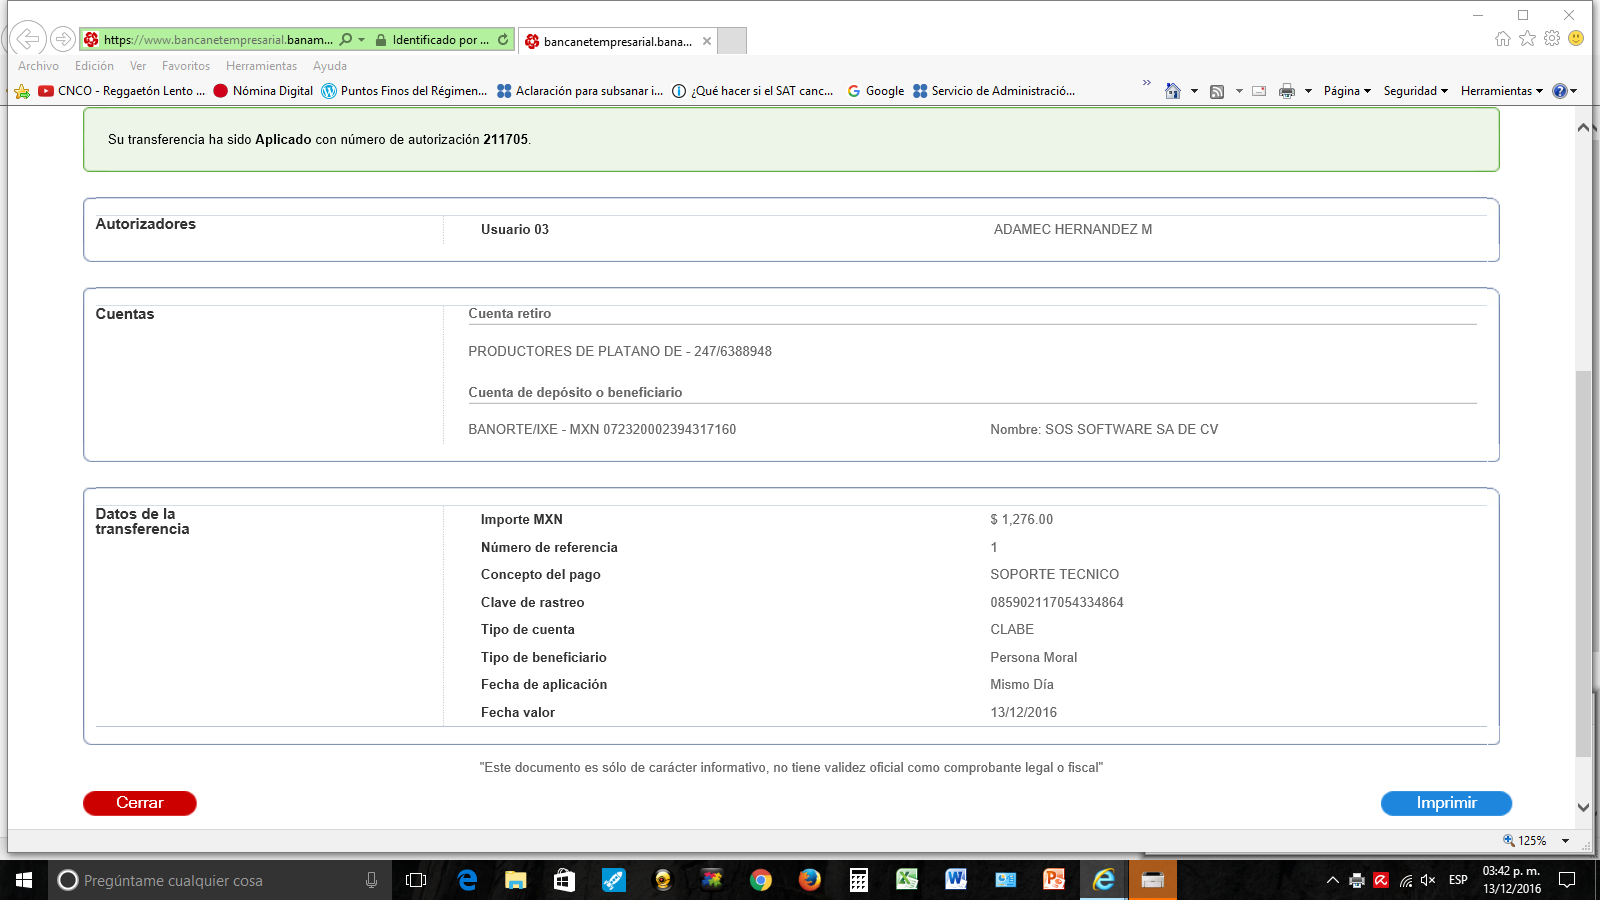 https://www.bancanetempresarial.banam...
Identificado por ...
bancanetempresarial.bana...
Archivo Edición Ver Favoritos Herramientas Ayuda
CNCO - Reggaetón Lento ... Nómina Digital Puntos Finos del Régimen... Aclaración para subsanar i... ¿Qué hacer si el SAT canc... Google Servicio de Administració... Página Seguridad Herramientas
Su transferencia ha sido Aplicado con número de autorización 211705.
Autorizadores
Usuario 03 ADAMEC HERNANDEZ M
Cuentas
Cuenta retiro
PRODUCTORES DE PLATANO DE - 247/6388948
Cuenta de depósito o beneficiario
BANORTE/IXE - MXN 072320002394317160 Nombre: SOS SOFTWARE SA DE CV
Datos de la
transferencia
Importe MXN $ 1,276.00
Número de referencia 1
Concepto del pago SOPORTE TECNICO
Clave de rastreo 085902117054334864
Tipo de cuenta CLABE
Tipo de beneficiario Persona Moral
Fecha de aplicación Mismo Día
Fecha valor 13/12/2016
"Este documento es sólo de carácter informativo, no tiene validez oficial como comprobante legal o fiscal"
Cerrar Imprimir
125%
Pregúntame cualquier cosa
ESP
03:42 p. m.
13/12/2016